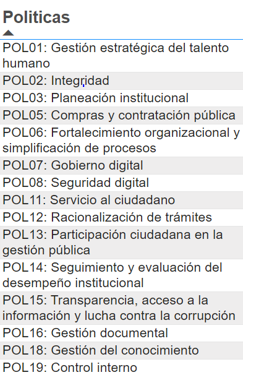 Politicas
POL01: Gestión estratégica del talento
humano
POL02: Integridad
POL03: Planeación institucional
POL05: Compras y contratación pública
POL06: Fortalecimiento organizacional y
simplificación de procesos
POL07: Gobierno digital
POL08: Seguridad digital
POL11: Servicio al ciudadano
POL12: Racionalización de trámites
POL13: Participación ciudadana en la
gestión pública
POL14: Seguimiento y evaluación del
desempeño institucional
POL15: Transparencia, acceso a la
información y lucha contra la corrupción
POL16: Gestión documental
POL18: Gestión del conocimiento
POL19: Control interno